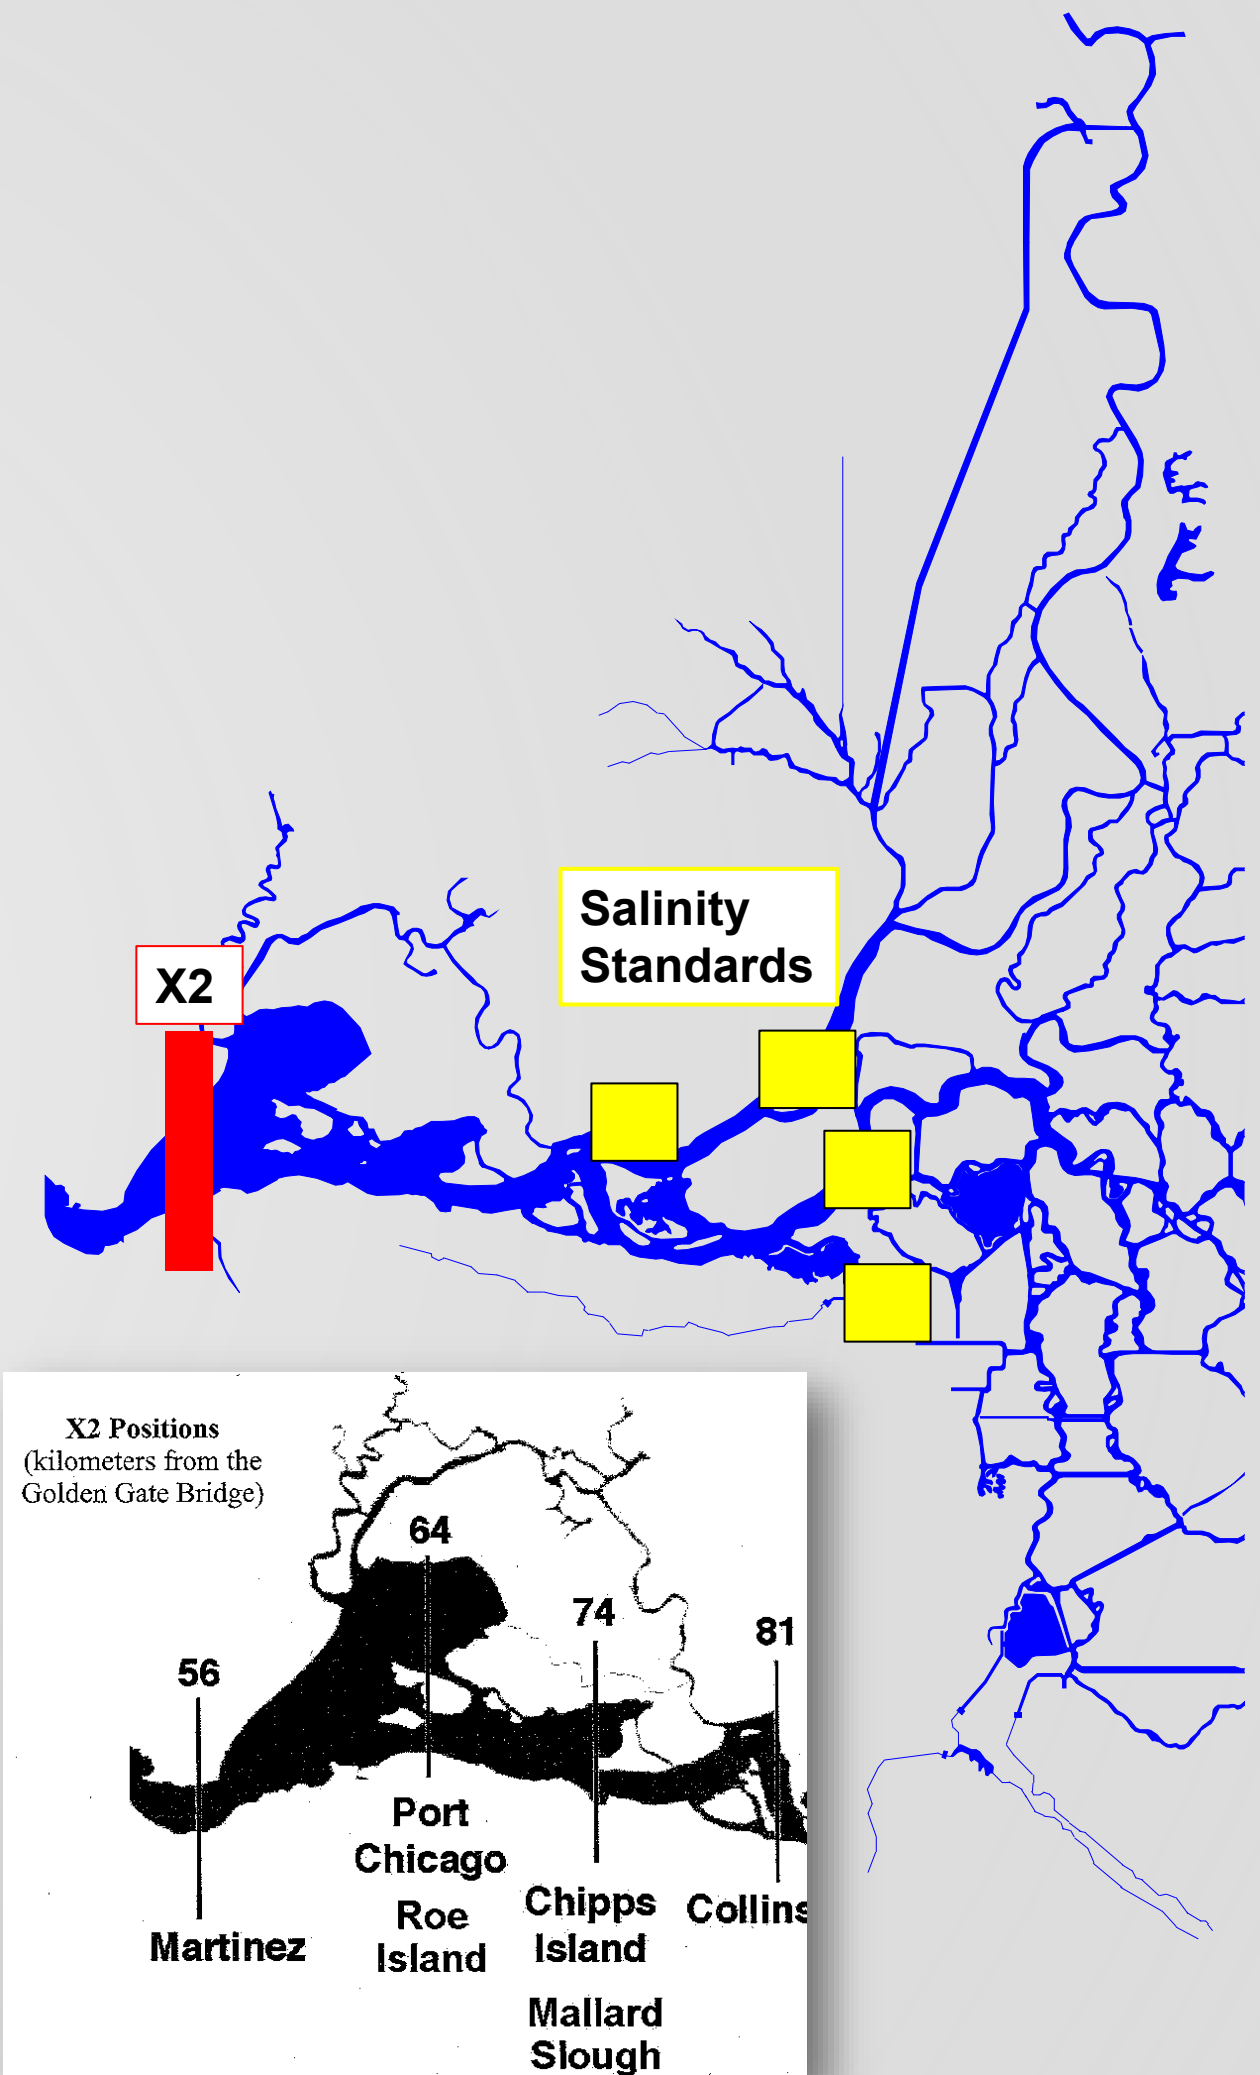 Salinity
Standards
X2
X2 Positions
(kilometers from the
Golden Gate Bridge)
64
74
81
56
Port
Chicago
Roe
Island
Chipps
Island
Collins
Martinez
Mallard
Slough